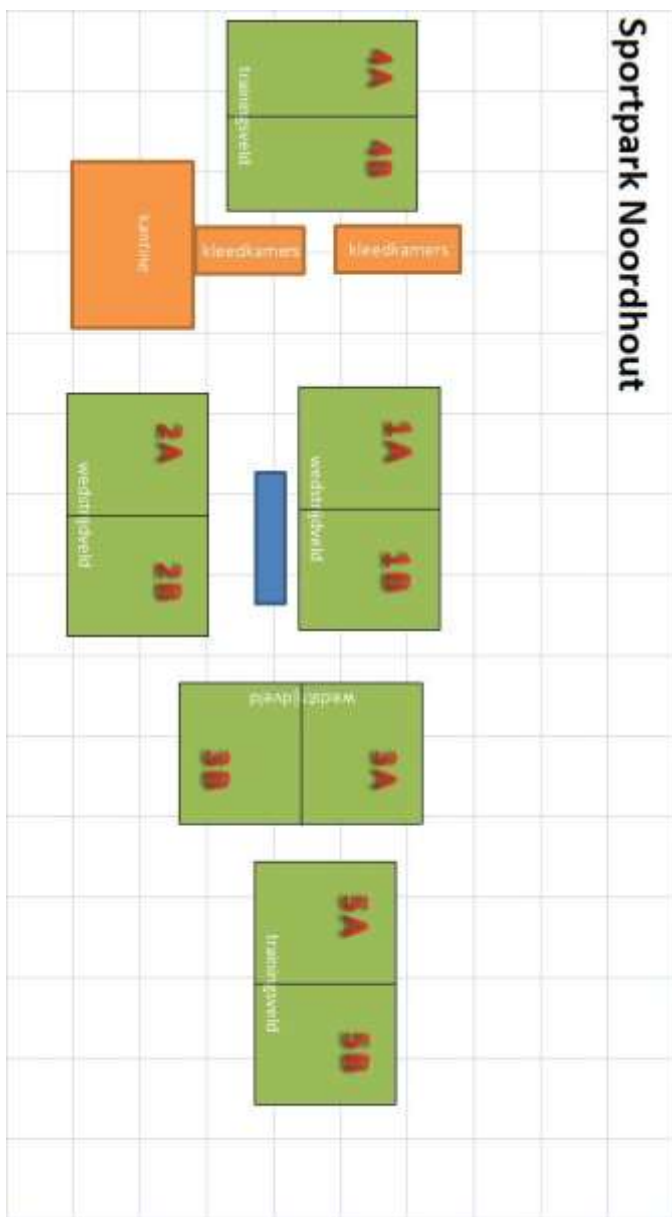 Sportpark Noordhout
4A
4B
trainingsveld
kantine
kleedkamers
kleedkamers
1A
1B
wedstrijdveld
2A
2B
wedstrijdveld
wedstrijdveld
3A
3B
5A
5B
trainingsveld